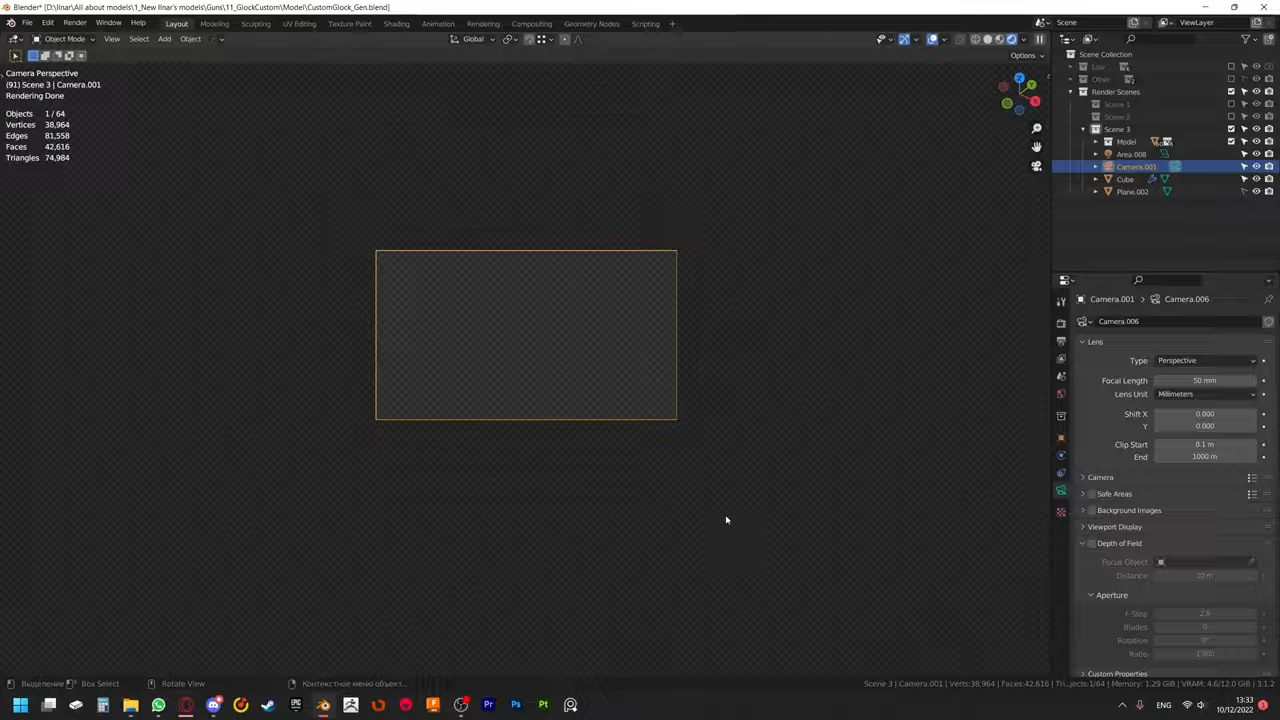 Blender* [D:\Ilnar\All about models\1_New Ilnar's models\Guns\11_GlockCustom\Model\CustomGlock_Gen.blend]
File Edit Render Window Help Layout Modeling Sculpting UV Editing Texture Paint Shading Animation Rendering Compositing Geometry Nodes Scripting + Scene ViewLayer
Object Mode View Select Add Object Global
Options
Camera Perspective
(91) Scene 3 | Camera.001
Rendering Done
Objects 1 / 64
Vertices 38,964
Edges 81,558
Faces 42,616
Triangles 74,984
Scene Collection
Low
Other
Render Scenes
Scene 1
Scene 2
Scene 3
Model
Area.008
Camera.001
Cube
Plane.002
Camera.001 > Camera.006
Camera.006
Lens
Type Perspective
Focal Length 50 mm
Lens Unit Millimeters
Shift X 0.000
Y 0.000
Clip Start 0.1 m
End 1000 m
Camera
Safe Areas
Background Images
Viewport Display
Depth of Field
Focus Object
Distance 10 m
Aperture
F-Stop 2.8
Blades 0
Rotation 0°
Ratio 1.000
Custom Properties
Выделение Box Select Rotate View Контекстное меню объект...
Scene 3 | Camera.001 | Verts:38,964 | Faces:42,616 | Tri...jects:1/64 | Memory: 1.29 GiB | VRAM: 4.6/12.0 GiB | 3.1.2
ENG
13:33
10/12/2022